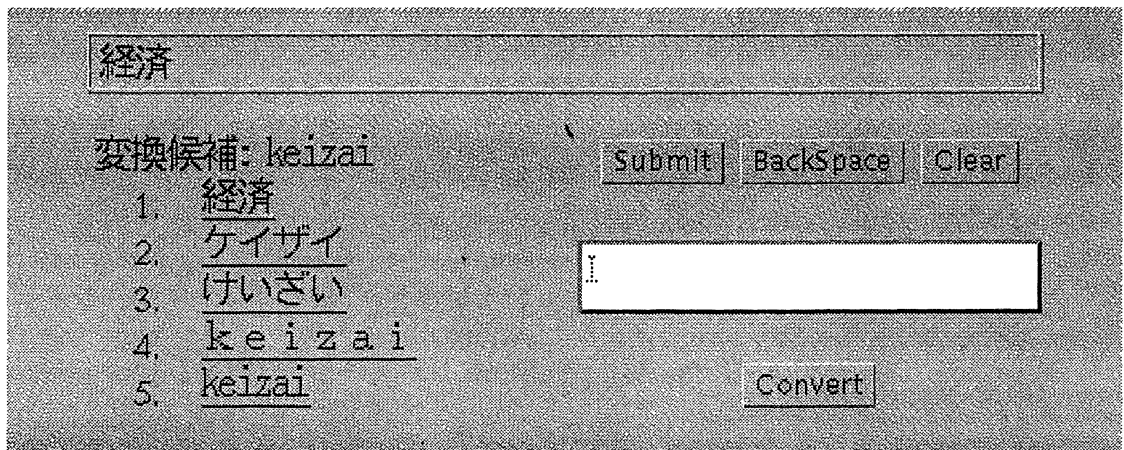 経済
変換候補: keizai
Submit BackSpace Clear
1. 経済
2. ケイザイ
3. けいざい
4. ｋｅｉｚａｉ
5. keizai
Convert